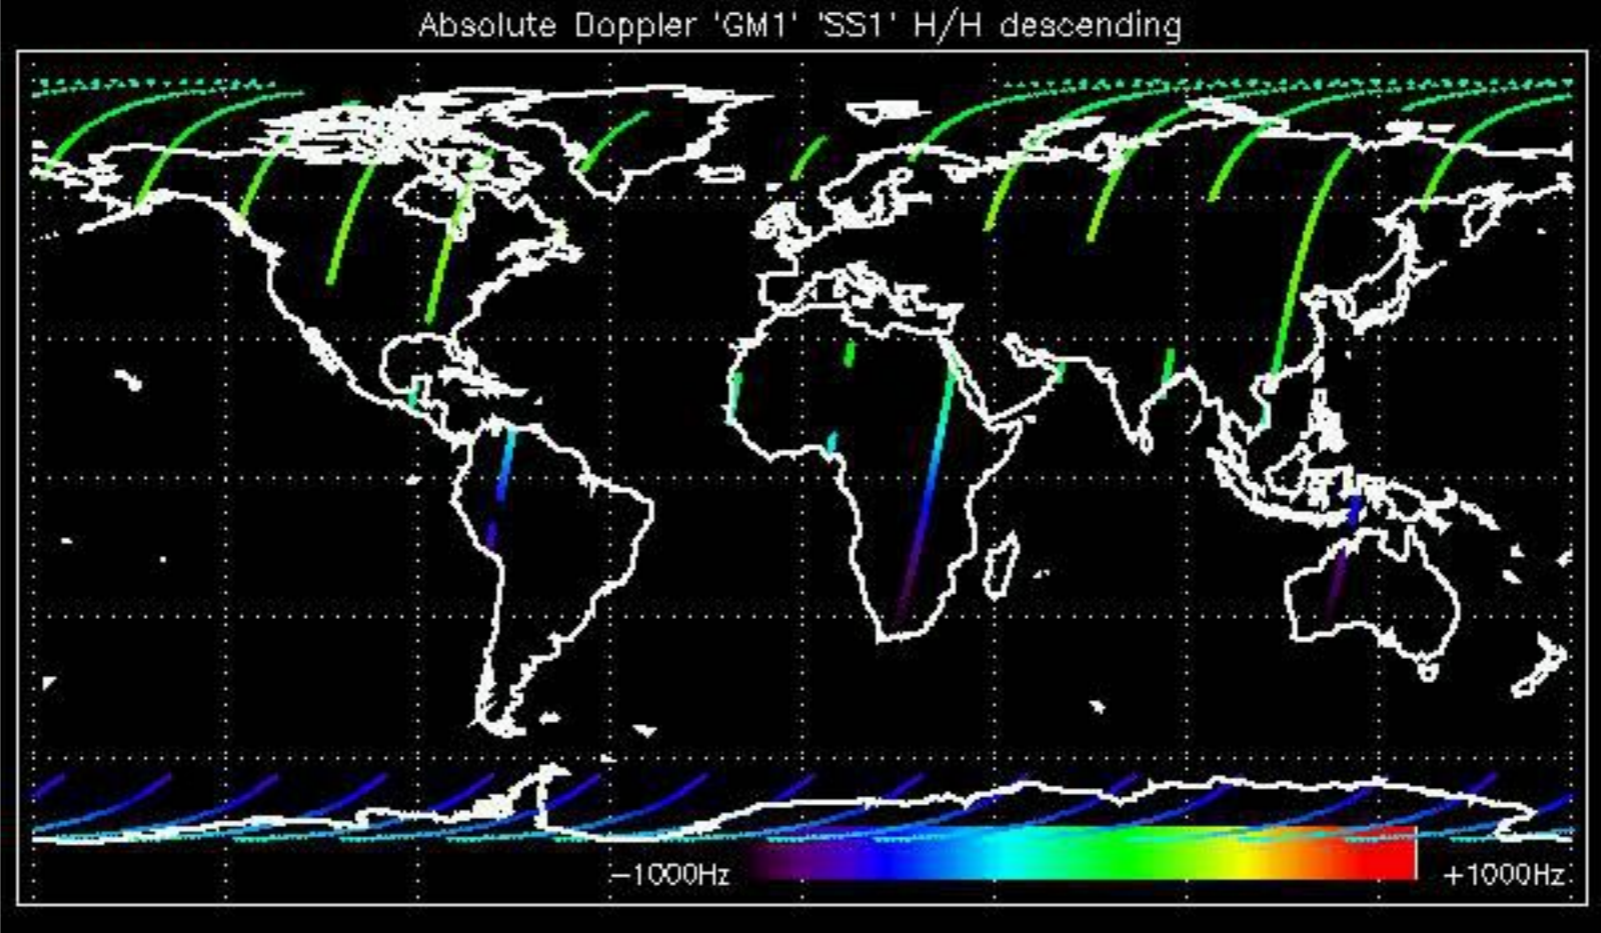 Absolute Doppler 'GM1' 'SS1' H/H descending
-1000Hz +1000Hz